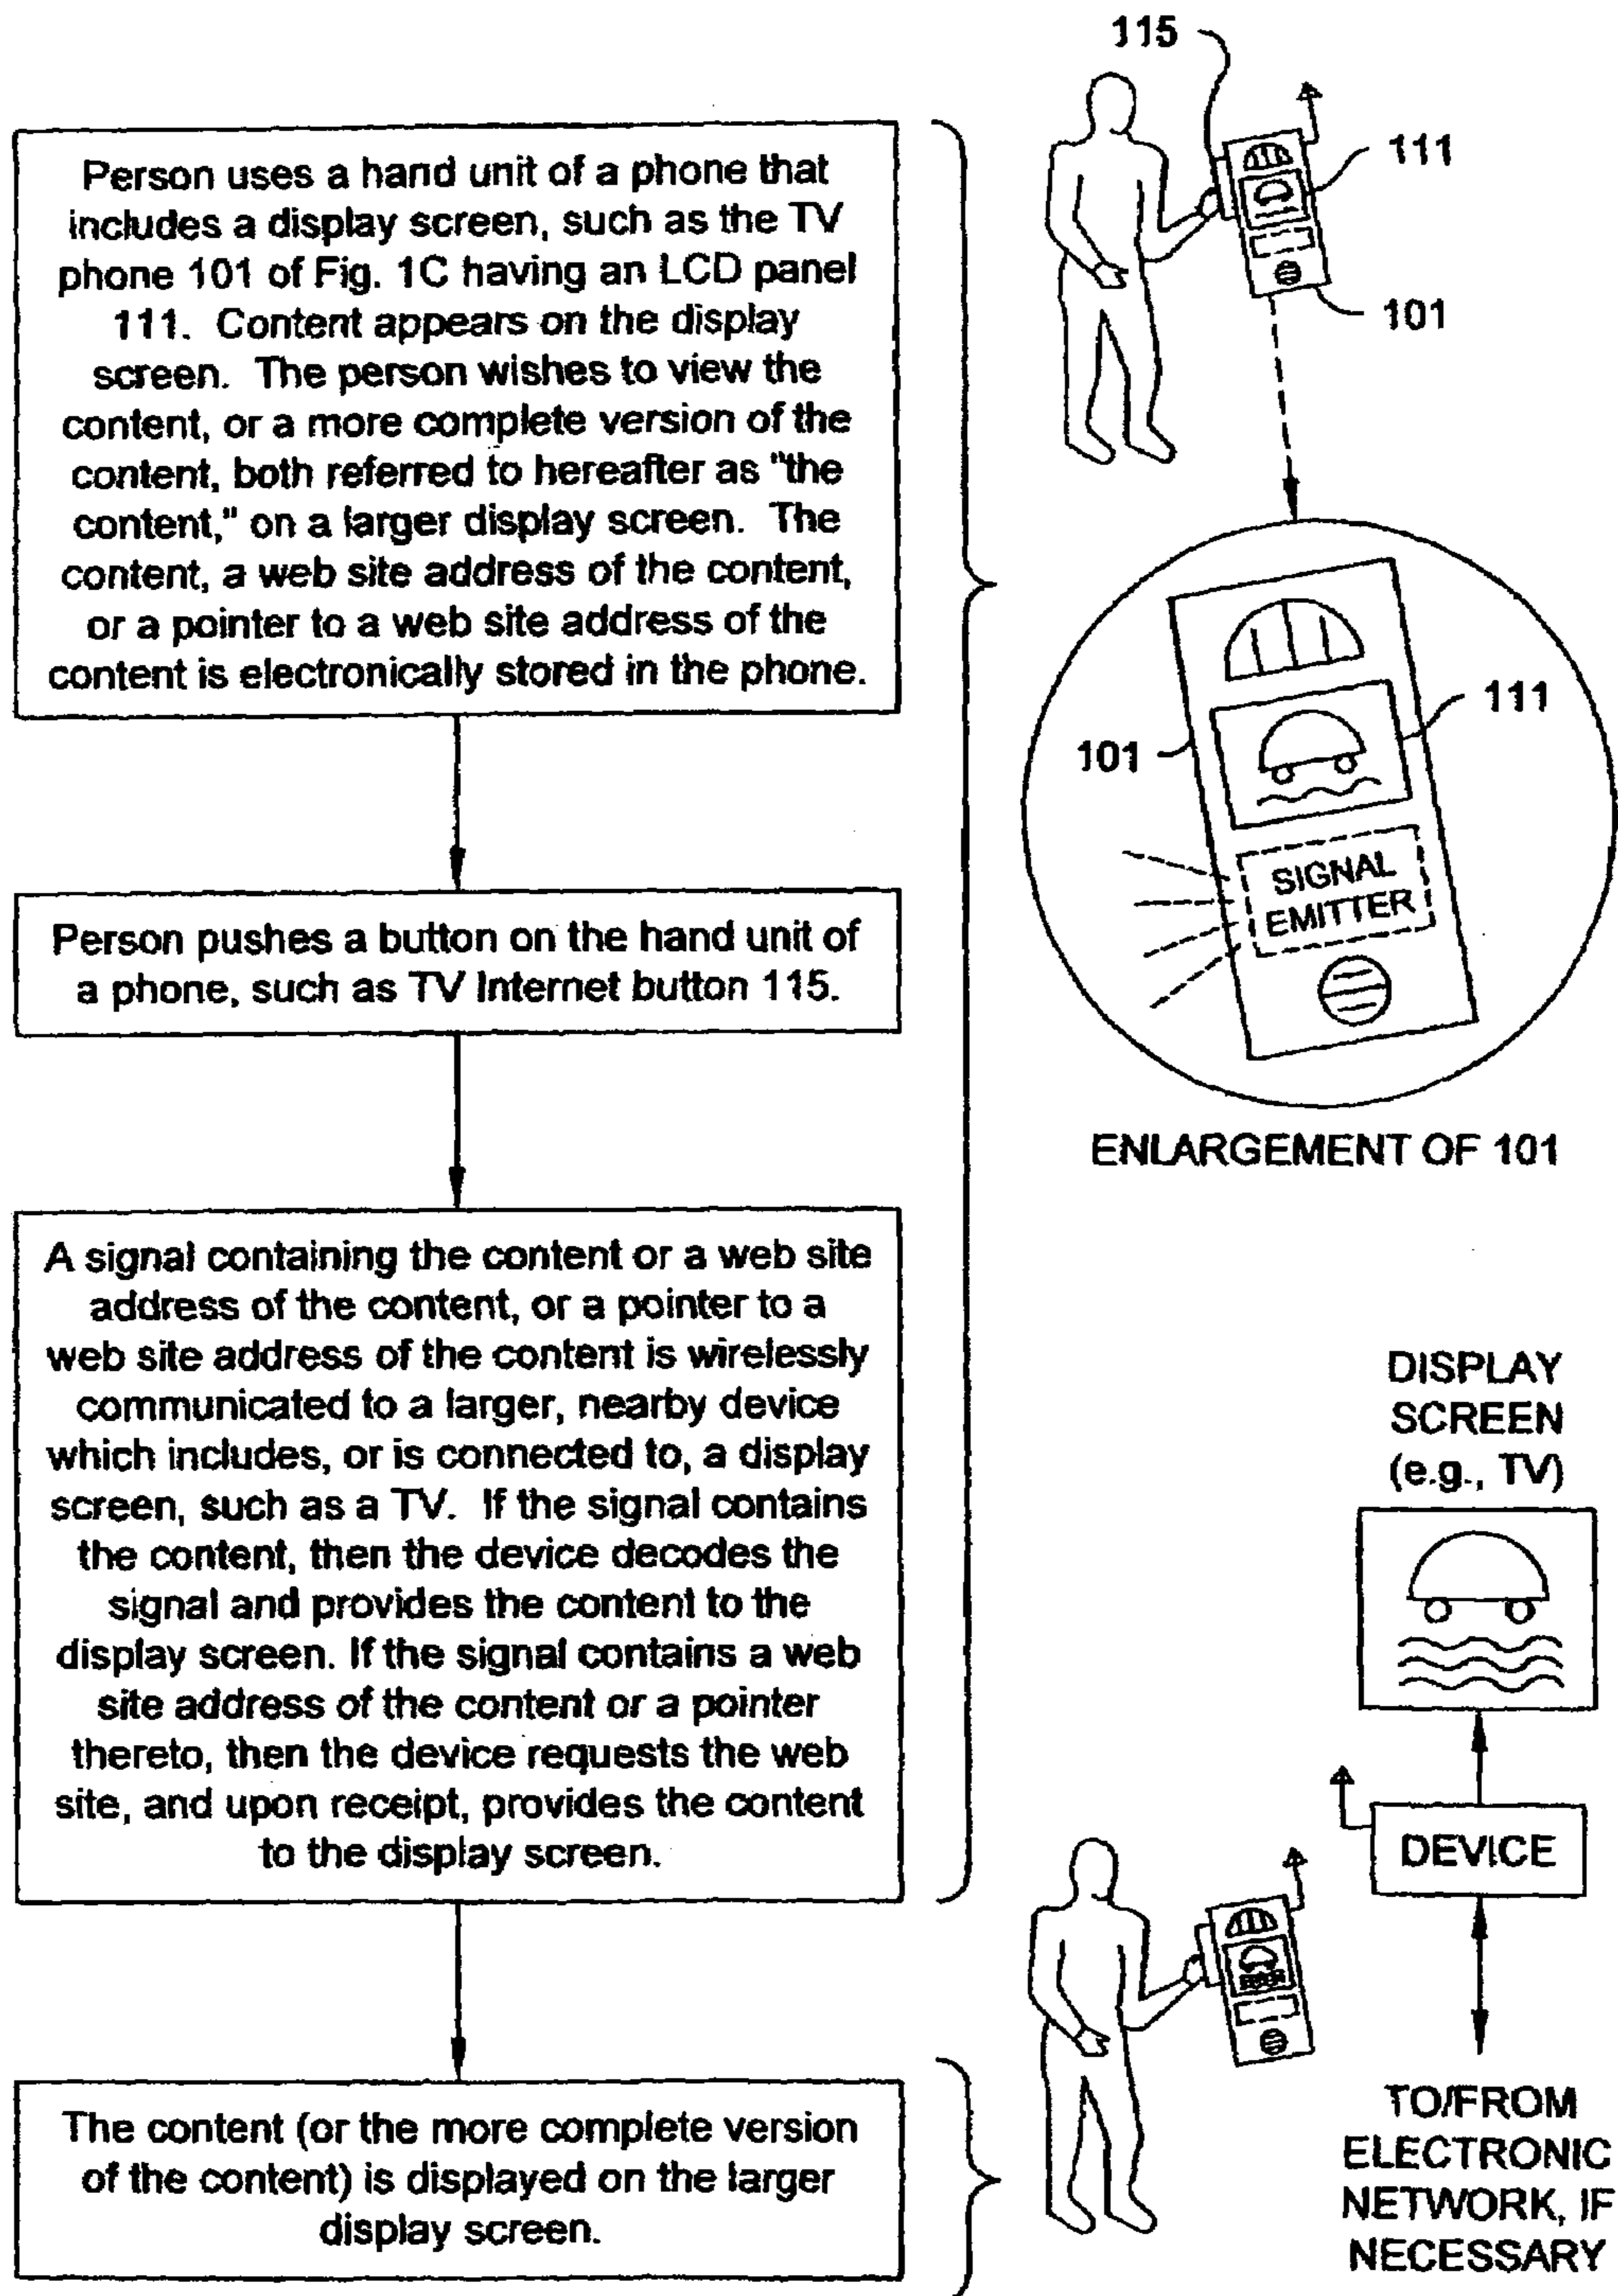 Person uses a hand unit of a phone that
includes a display screen, such as the TV
phone 101 of Fig. 1C having an LCD panel
111. Content appears on the display
screen. The person wishes to view the
content, or a more complete version of the
content, both referred to hereafter as "the
content," on a larger display screen. The
content, a web site address of the content,
or a pointer to a web site address of the
content is electronically stored in the phone.
Person pushes a button on the hand unit of
a phone, such as TV Internet button 115.
A signal containing the content or a web site
address of the content, or a pointer to a
web site address of the content is wirelessly
communicated to a larger, nearby device
which includes, or is connected to, a display
screen, such as a TV. If the signal contains
the content, then the device decodes the
signal and provides the content to the
display screen. If the signal contains a web
site address of the content or a pointer
thereto, then the device requests the web
site, and upon receipt, provides the content
to the display screen.
The content (or the more complete version
of the content) is displayed on the larger
display screen.
115
111
101
101
111
SIGNAL
EMITTER
ENLARGEMENT OF 101
DISPLAY
SCREEN
(e.g., TV)
DEVICE
TO/FROM
ELECTRONIC
NETWORK, IF
NECESSARY